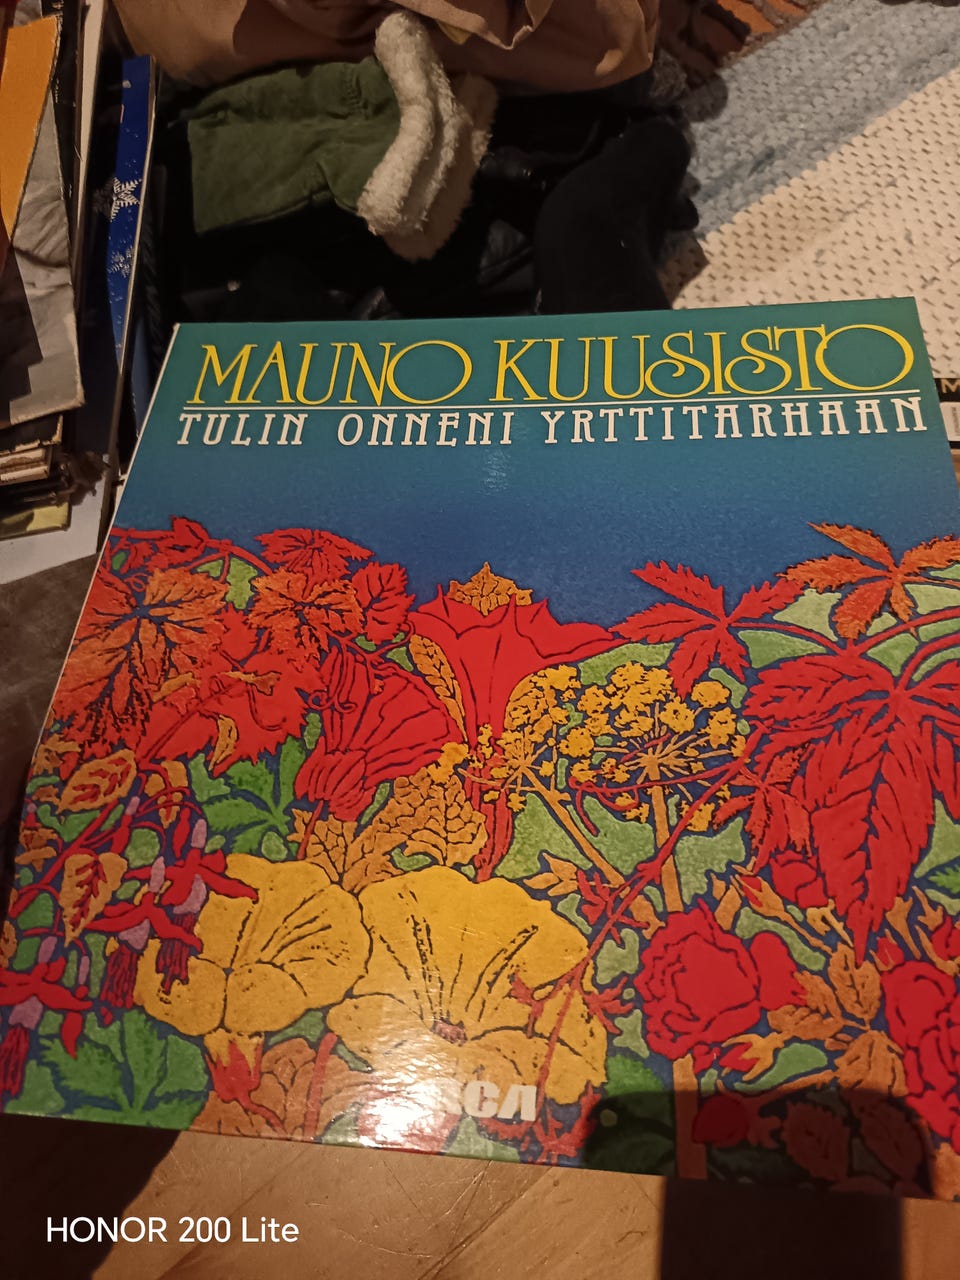 MAUNO KUUSISTO
TULIN ONNENI YRTTITARHAAN
RCA
HONOR 200 Lite